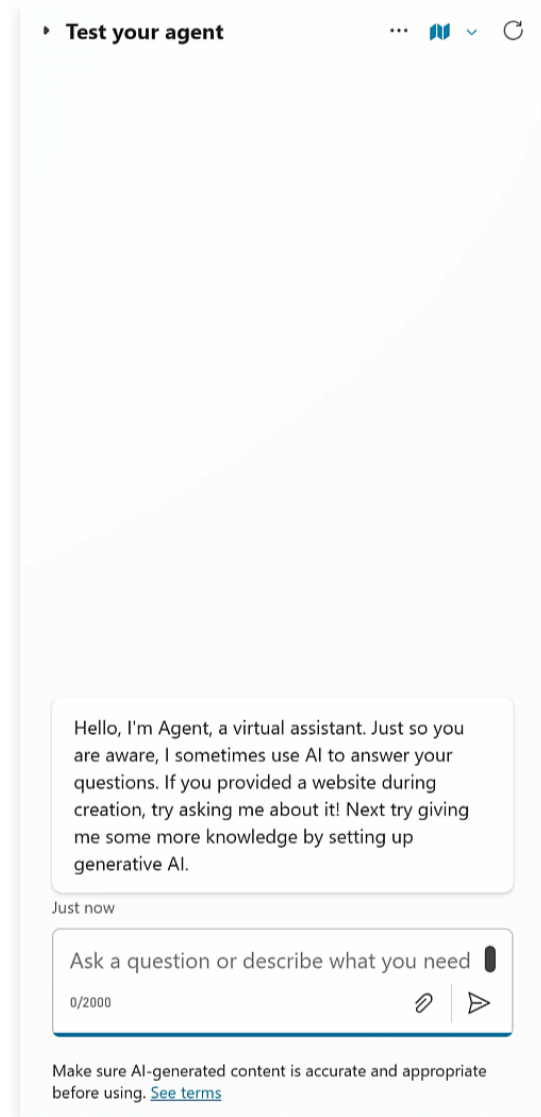 Test your agent
Hello, I'm Agent, a virtual assistant. Just so you
are aware, I sometimes use AI to answer your
questions. If you provided a website during
creation, try asking me about it! Next try giving
me some more knowledge by setting up
generative AI.
Just now
Ask a question or describe what you need
0/2000
Make sure AI-generated content is accurate and appropriate
before using. See terms